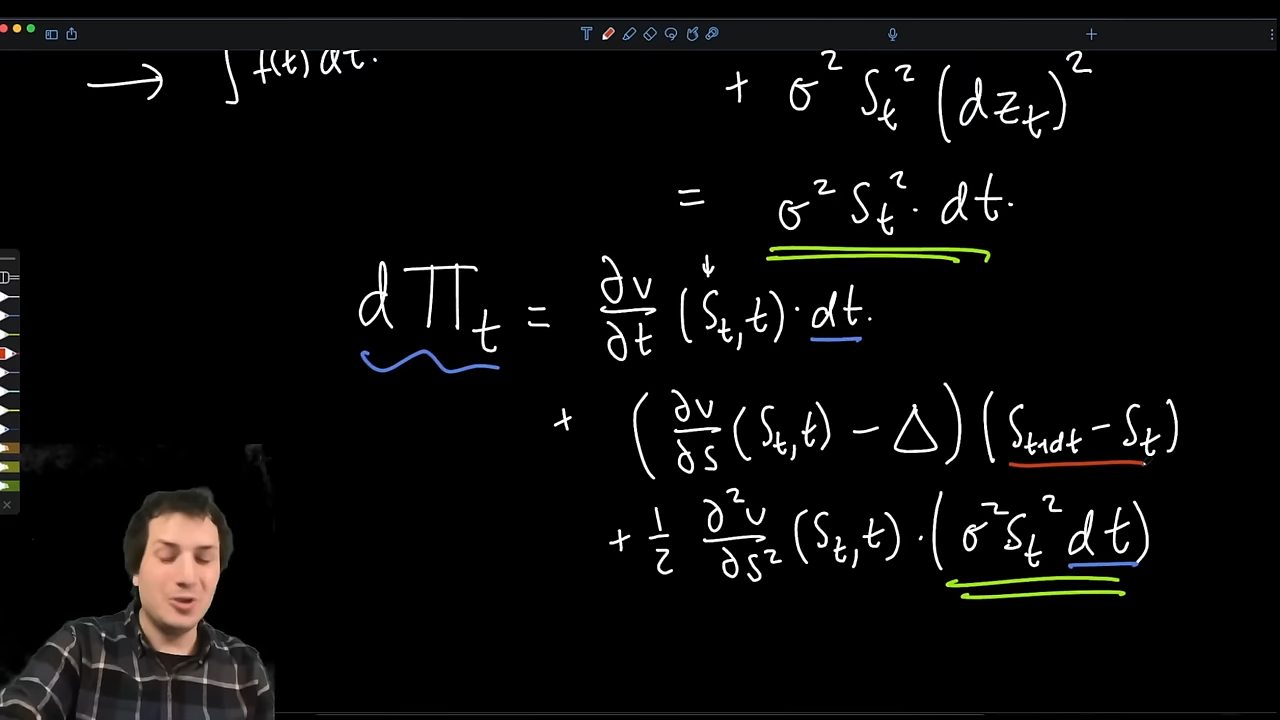 → ∫ f(t) dt.
+ σ² S_t² (dz_t)²
= σ² S_t² · dt.
dΠ_t = ∂v/∂t (S_t, t) · dt.
+ (∂v/∂s (S_t, t) − Δ) (S_{t+dt} − S_t)
+ 1/2 ∂²v/∂s² (S_t, t) · (σ² S_t² dt)